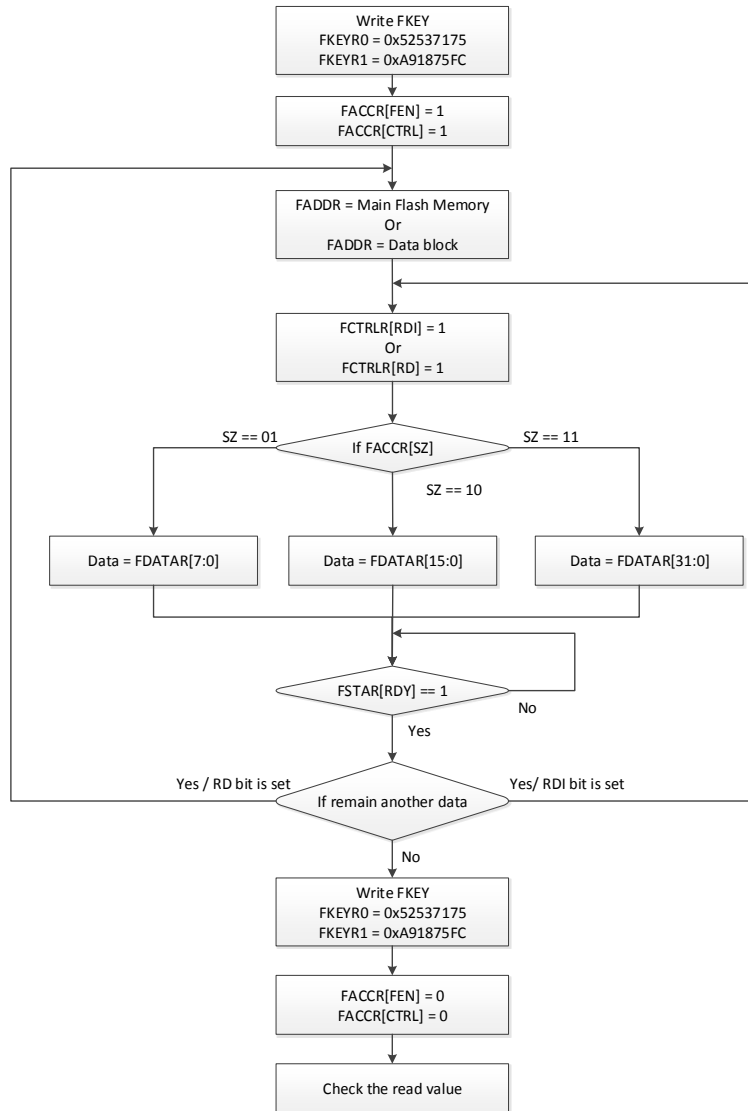 Write FKEY
FKEYR0 = 0x52537175
FKEYR1 = 0xA91875FC
FACCR[FEN] = 1
FACCR[CTRL] = 1
FADDR = Main Flash Memory
Or
FADDR = Data block
FCTRLR[RDI] = 1
Or
FCTRLR[RD] = 1
SZ == 01
If FACCR[SZ]
SZ == 11
SZ == 10
Data = FDATAR[7:0]
Data = FDATAR[15:0]
Data = FDATAR[31:0]
FSTAR[RDY] == 1
No
Yes
Yes / RD bit is set
If remain another data
Yes/ RDI bit is set
No
Write FKEY
FKEYR0 = 0x52537175
FKEYR1 = 0xA91875FC
FACCR[FEN] = 0
FACCR[CTRL] = 0
Check the read value